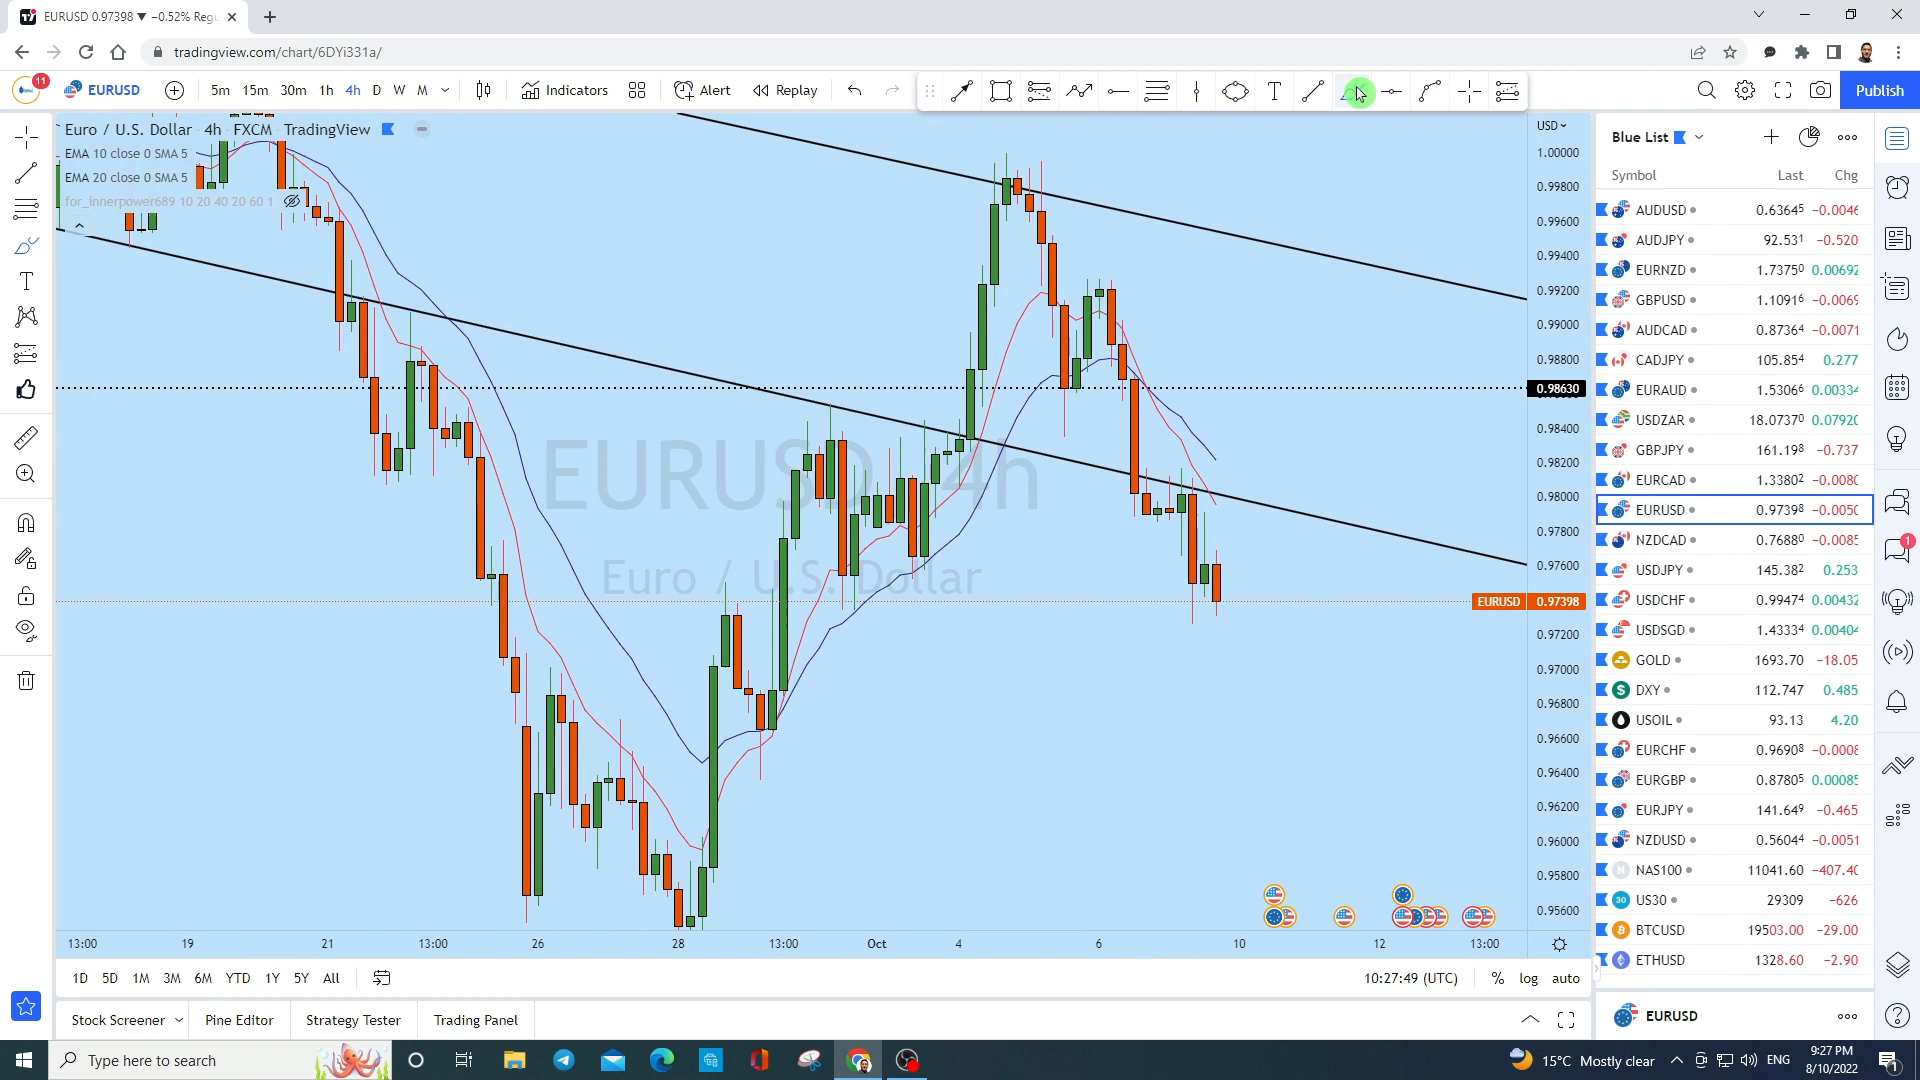 EURUSD 0.97398 ▼ −0.52% Regu
tradingview.com/chart/6DYi331a/
11
EURUSD 5m 15m 30m 1h 4h D W M Indicators Alert Replay Publish
Euro / U.S. Dollar · 4h · FXCM · TradingView
EMA 10 close 0 SMA 5
EMA 20 close 0 SMA 5
for_innerpower689 10 20 40 20 60 1
EURUSD, 4h
Euro / U.S. Dollar
USD
1.00000
0.99800
0.99600
0.99400
0.99200
0.99000
0.98800
0.98630
0.98400
0.98200
0.98000
0.97800
0.97600
EURUSD 0.97398
0.97200
0.97000
0.96800
0.96600
0.96400
0.96200
0.96000
0.95800
0.95600
13:00 19 21 13:00 26 28 13:00 Oct 4 6 10 12 13:00
1D 5D 1M 3M 6M YTD 1Y 5Y All 10:27:49 (UTC) % log auto
Stock Screener Pine Editor Strategy Tester Trading Panel
Blue List
Symbol Last Chg
AUDUSD 0.63645 −0.0046
AUDJPY 92.531 −0.520
EURNZD 1.73750 0.00692
GBPUSD 1.10916 −0.0069
AUDCAD 0.87364 −0.0071
CADJPY 105.854 0.277
EURAUD 1.53066 0.00334
USDZAR 18.07370 0.07920
GBPJPY 161.198 −0.737
EURCAD 1.33802 −0.0080
EURUSD 0.97398 −0.0050
NZDCAD 0.76880 −0.0085
USDJPY 145.382 0.253
USDCHF 0.99474 0.00432
USDSGD 1.43334 0.00404
GOLD 1693.70 −18.05
DXY 112.747 0.485
USOIL 93.13 4.20
EURCHF 0.96908 −0.0008
EURGBP 0.87805 0.00085
EURJPY 141.649 −0.465
NZDUSD 0.56044 −0.0051
NAS100 11041.60 −407.40
US30 29309 −626
BTCUSD 19503.00 −29.00
ETHUSD 1328.60 −2.90
EURUSD
1
Type here to search
15°C Mostly clear ENG
9:27 PM
8/10/2022
1